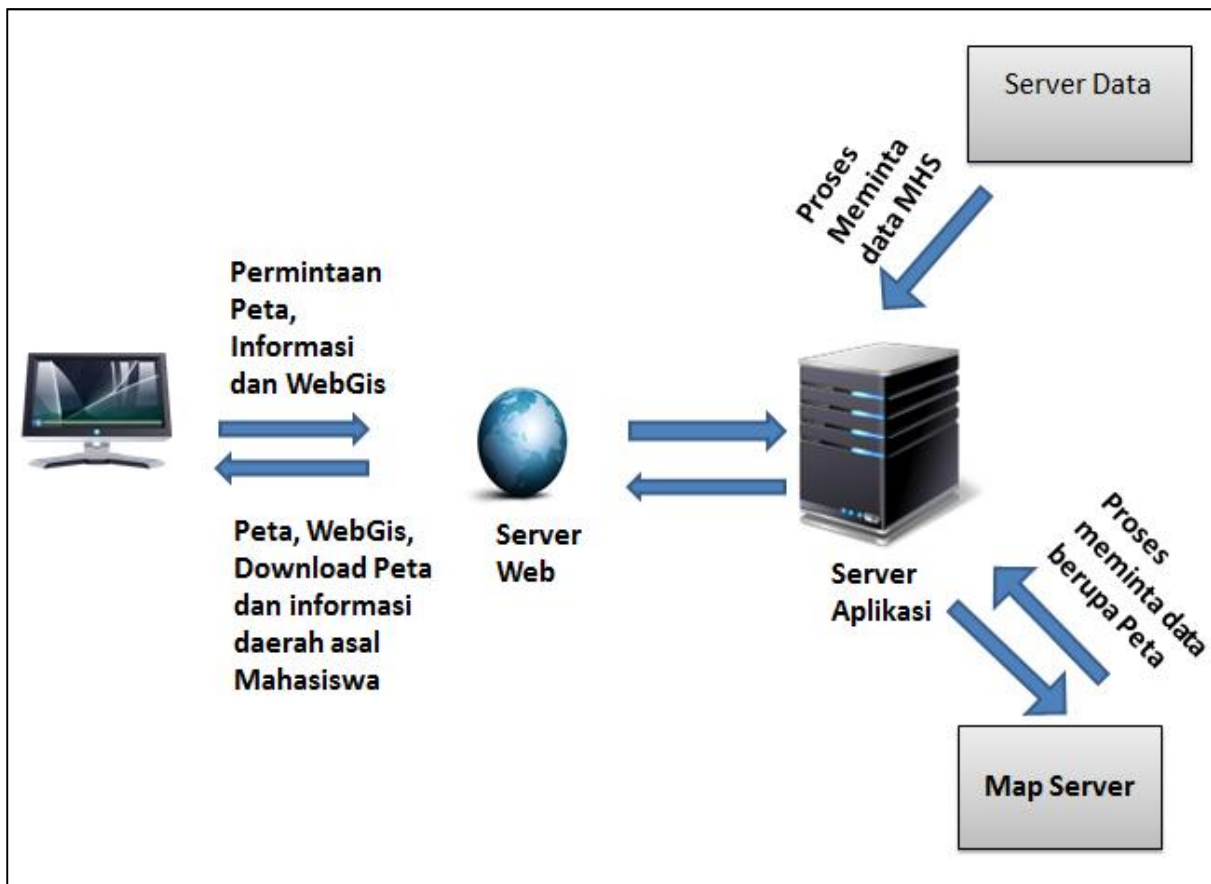 Server Data
Proses
Meminta
data MHS
Permintaan
Peta,
Informasi
dan WebGis
Peta, WebGis,
Download Peta
dan informasi
daerah asal
Mahasiswa
Server
Web
Server
Aplikasi
Proses
meminta data
berupa Peta
Map Server